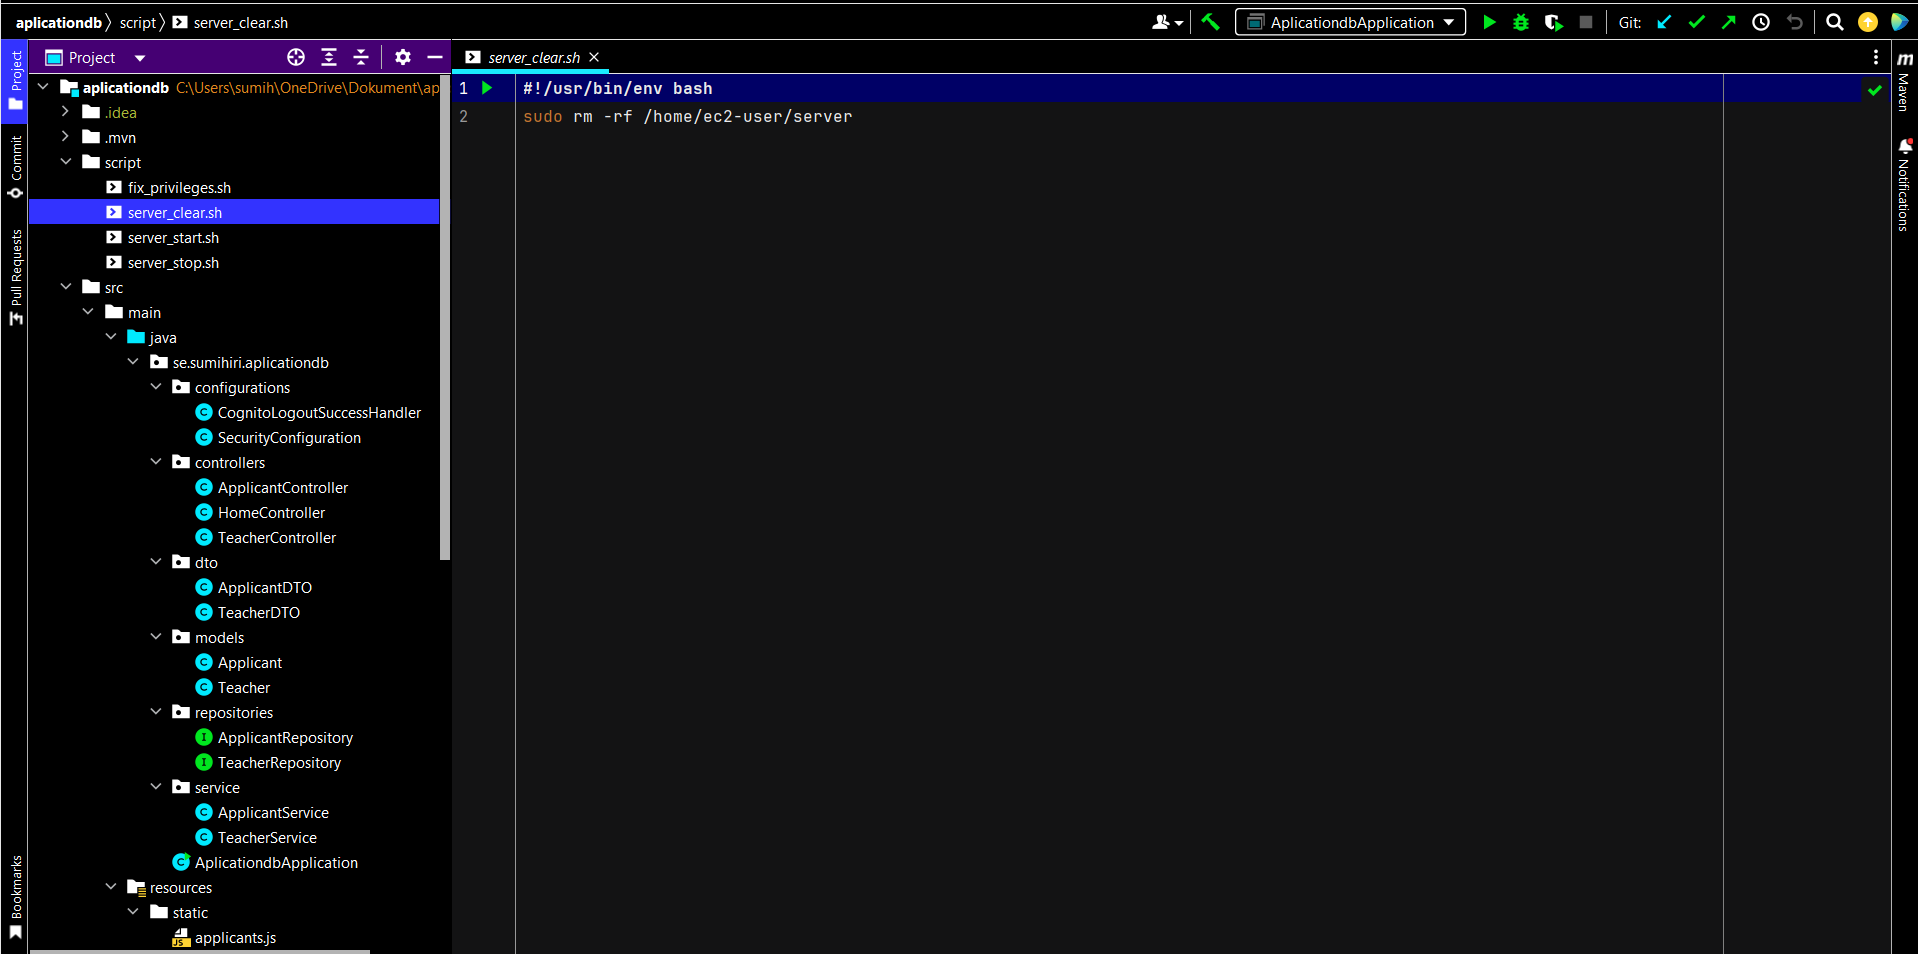 aplicationdb script server_clear.sh
AplicationdbApplication
Git:
Project
Commit
Pull Requests
Bookmarks
Project
aplicationdb C:\Users\sumih\OneDrive\Dokument\ap
.idea
.mvn
script
fix_privileges.sh
server_clear.sh
server_start.sh
server_stop.sh
src
main
java
se.sumihiri.aplicationdb
configurations
C CognitoLogoutSuccessHandler
C SecurityConfiguration
controllers
C ApplicantController
C HomeController
C TeacherController
dto
C ApplicantDTO
C TeacherDTO
models
C Applicant
C Teacher
repositories
I ApplicantRepository
I TeacherRepository
service
C ApplicantService
C TeacherService
C AplicationdbApplication
resources
static
JS applicants.js
server_clear.sh
1 #!/usr/bin/env bash
2 sudo rm -rf /home/ec2-user/server
m
Maven
Notifications